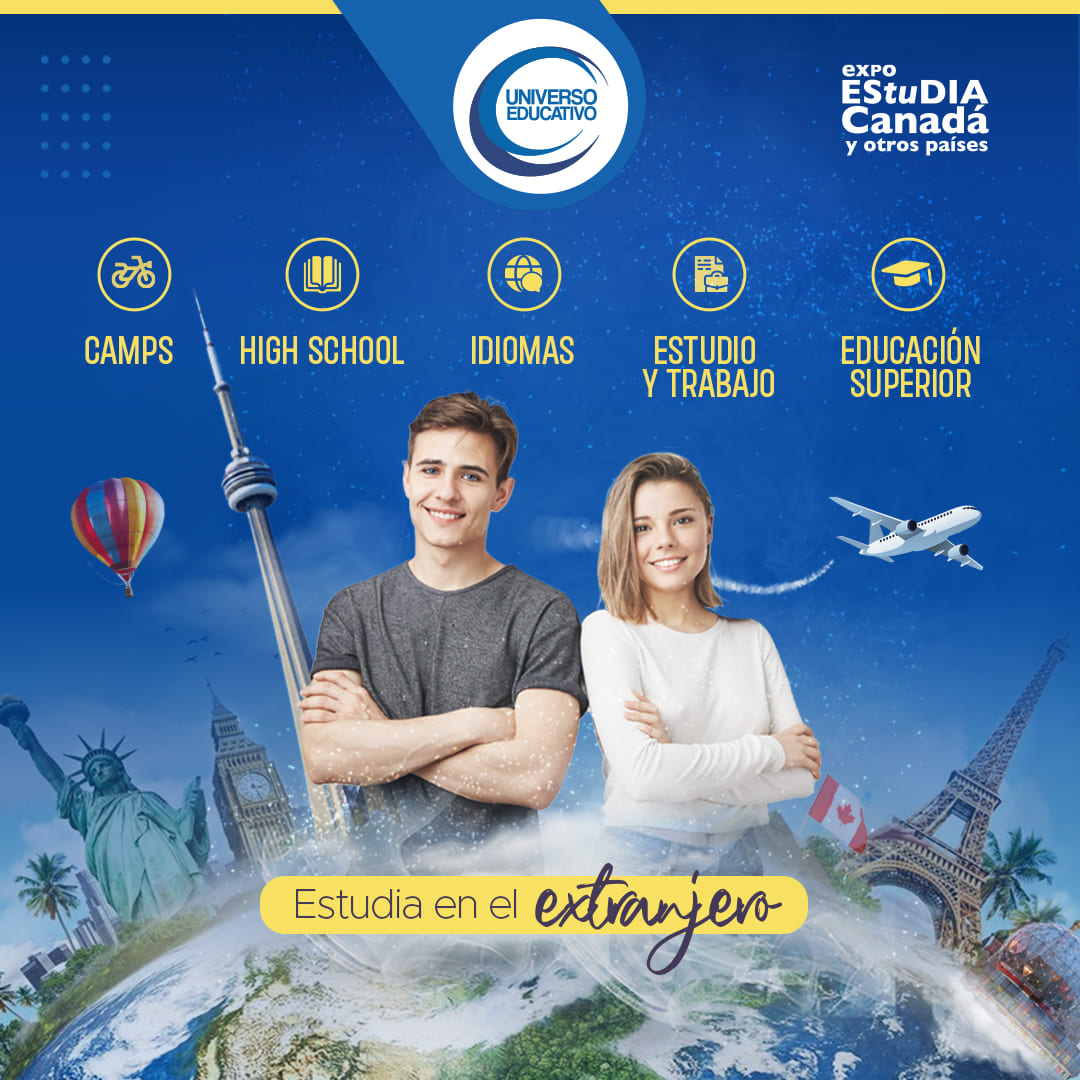 UNIVERSO
EDUCATIVO
EXPO
EStuDIA
Canadá
y otros países
CAMPS
HIGH SCHOOL
IDIOMAS
ESTUDIO
Y TRABAJO
EDUCACIÓN
SUPERIOR
Estudia en el extranjero